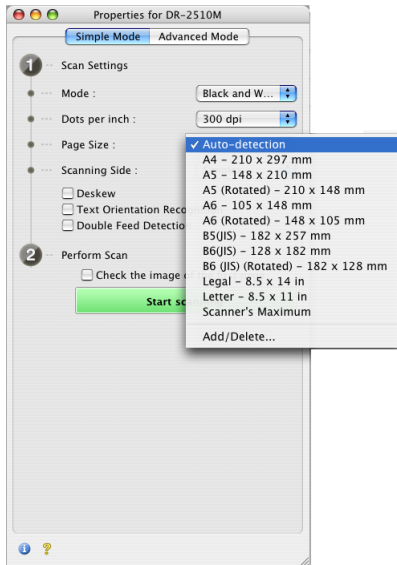 Properties for DR-2510M
Simple Mode Advanced Mode
1 Scan Settings
Mode : Black and W...
Dots per inch : 300 dpi
Page Size :
✓ Auto-detection
A4 – 210 x 297 mm
A5 – 148 x 210 mm
A5 (Rotated) – 210 x 148 mm
A6 – 105 x 148 mm
A6 (Rotated) – 148 x 105 mm
B5(JIS) – 182 x 257 mm
B6(JIS) – 128 x 182 mm
B6 (JIS) (Rotated) – 182 x 128 mm
Legal – 8.5 x 14 in
Letter – 8.5 x 11 in
Scanner's Maximum
Add/Delete...
Scanning Side :
Deskew
Text Orientation Reco
Double Feed Detectio
2 Perform Scan
Check the image
Start sc